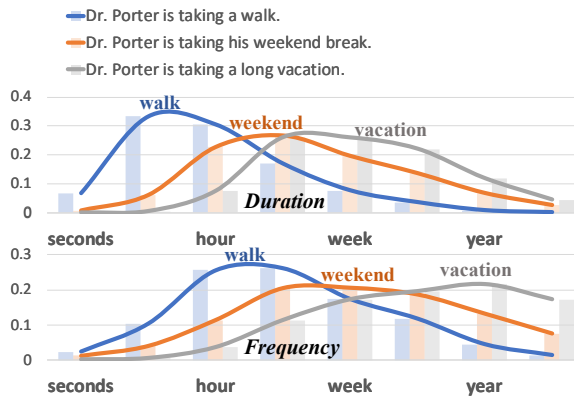 Dr. Porter is taking a walk.
Dr. Porter is taking his weekend break.
Dr. Porter is taking a long vacation.
0.4
walk
weekend
vacation
0.3
0.2
0.1
Duration
0
seconds hour week year
0.3
walk
vacation
weekend
0.2
0.1
Frequency
0
seconds hour week year